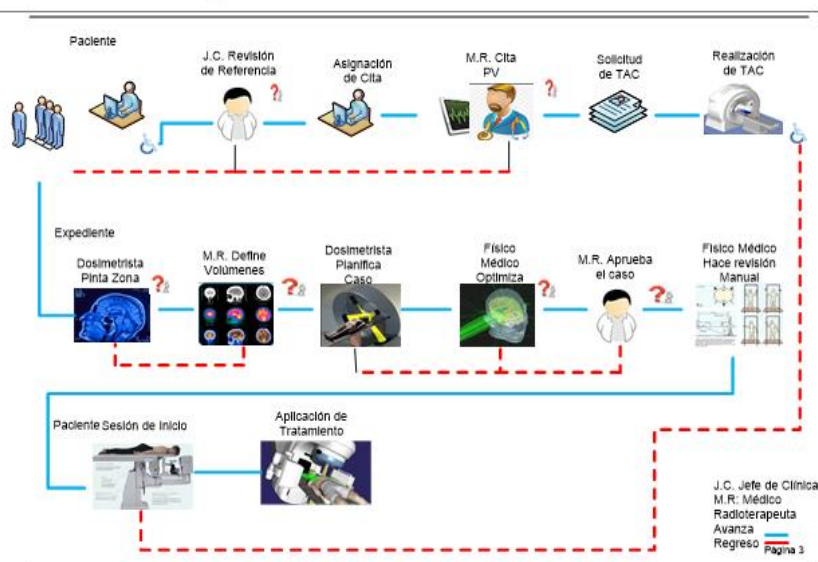 Paciente
J.C. Revisión
de Referencia
Asignación
de Cita
M.R. Cita
PV
Solicitud
de TAC
Realización
de TAC
Expediente
Dosimetrista
Pinta Zona
M.R. Define
Volúmenes
Dosimetrista
Planifica
Caso
Físico
Médico
Optimiza
M.R. Aprueba
el caso
Fisico Médico
Hace revisión
Manual
Paciente
Sesión de Inicio
Aplicación de
Tratamiento
J.C. Jefe de Clínica
M.R: Médico
Radioterapeuta
Avanza
Regreso
Página 3